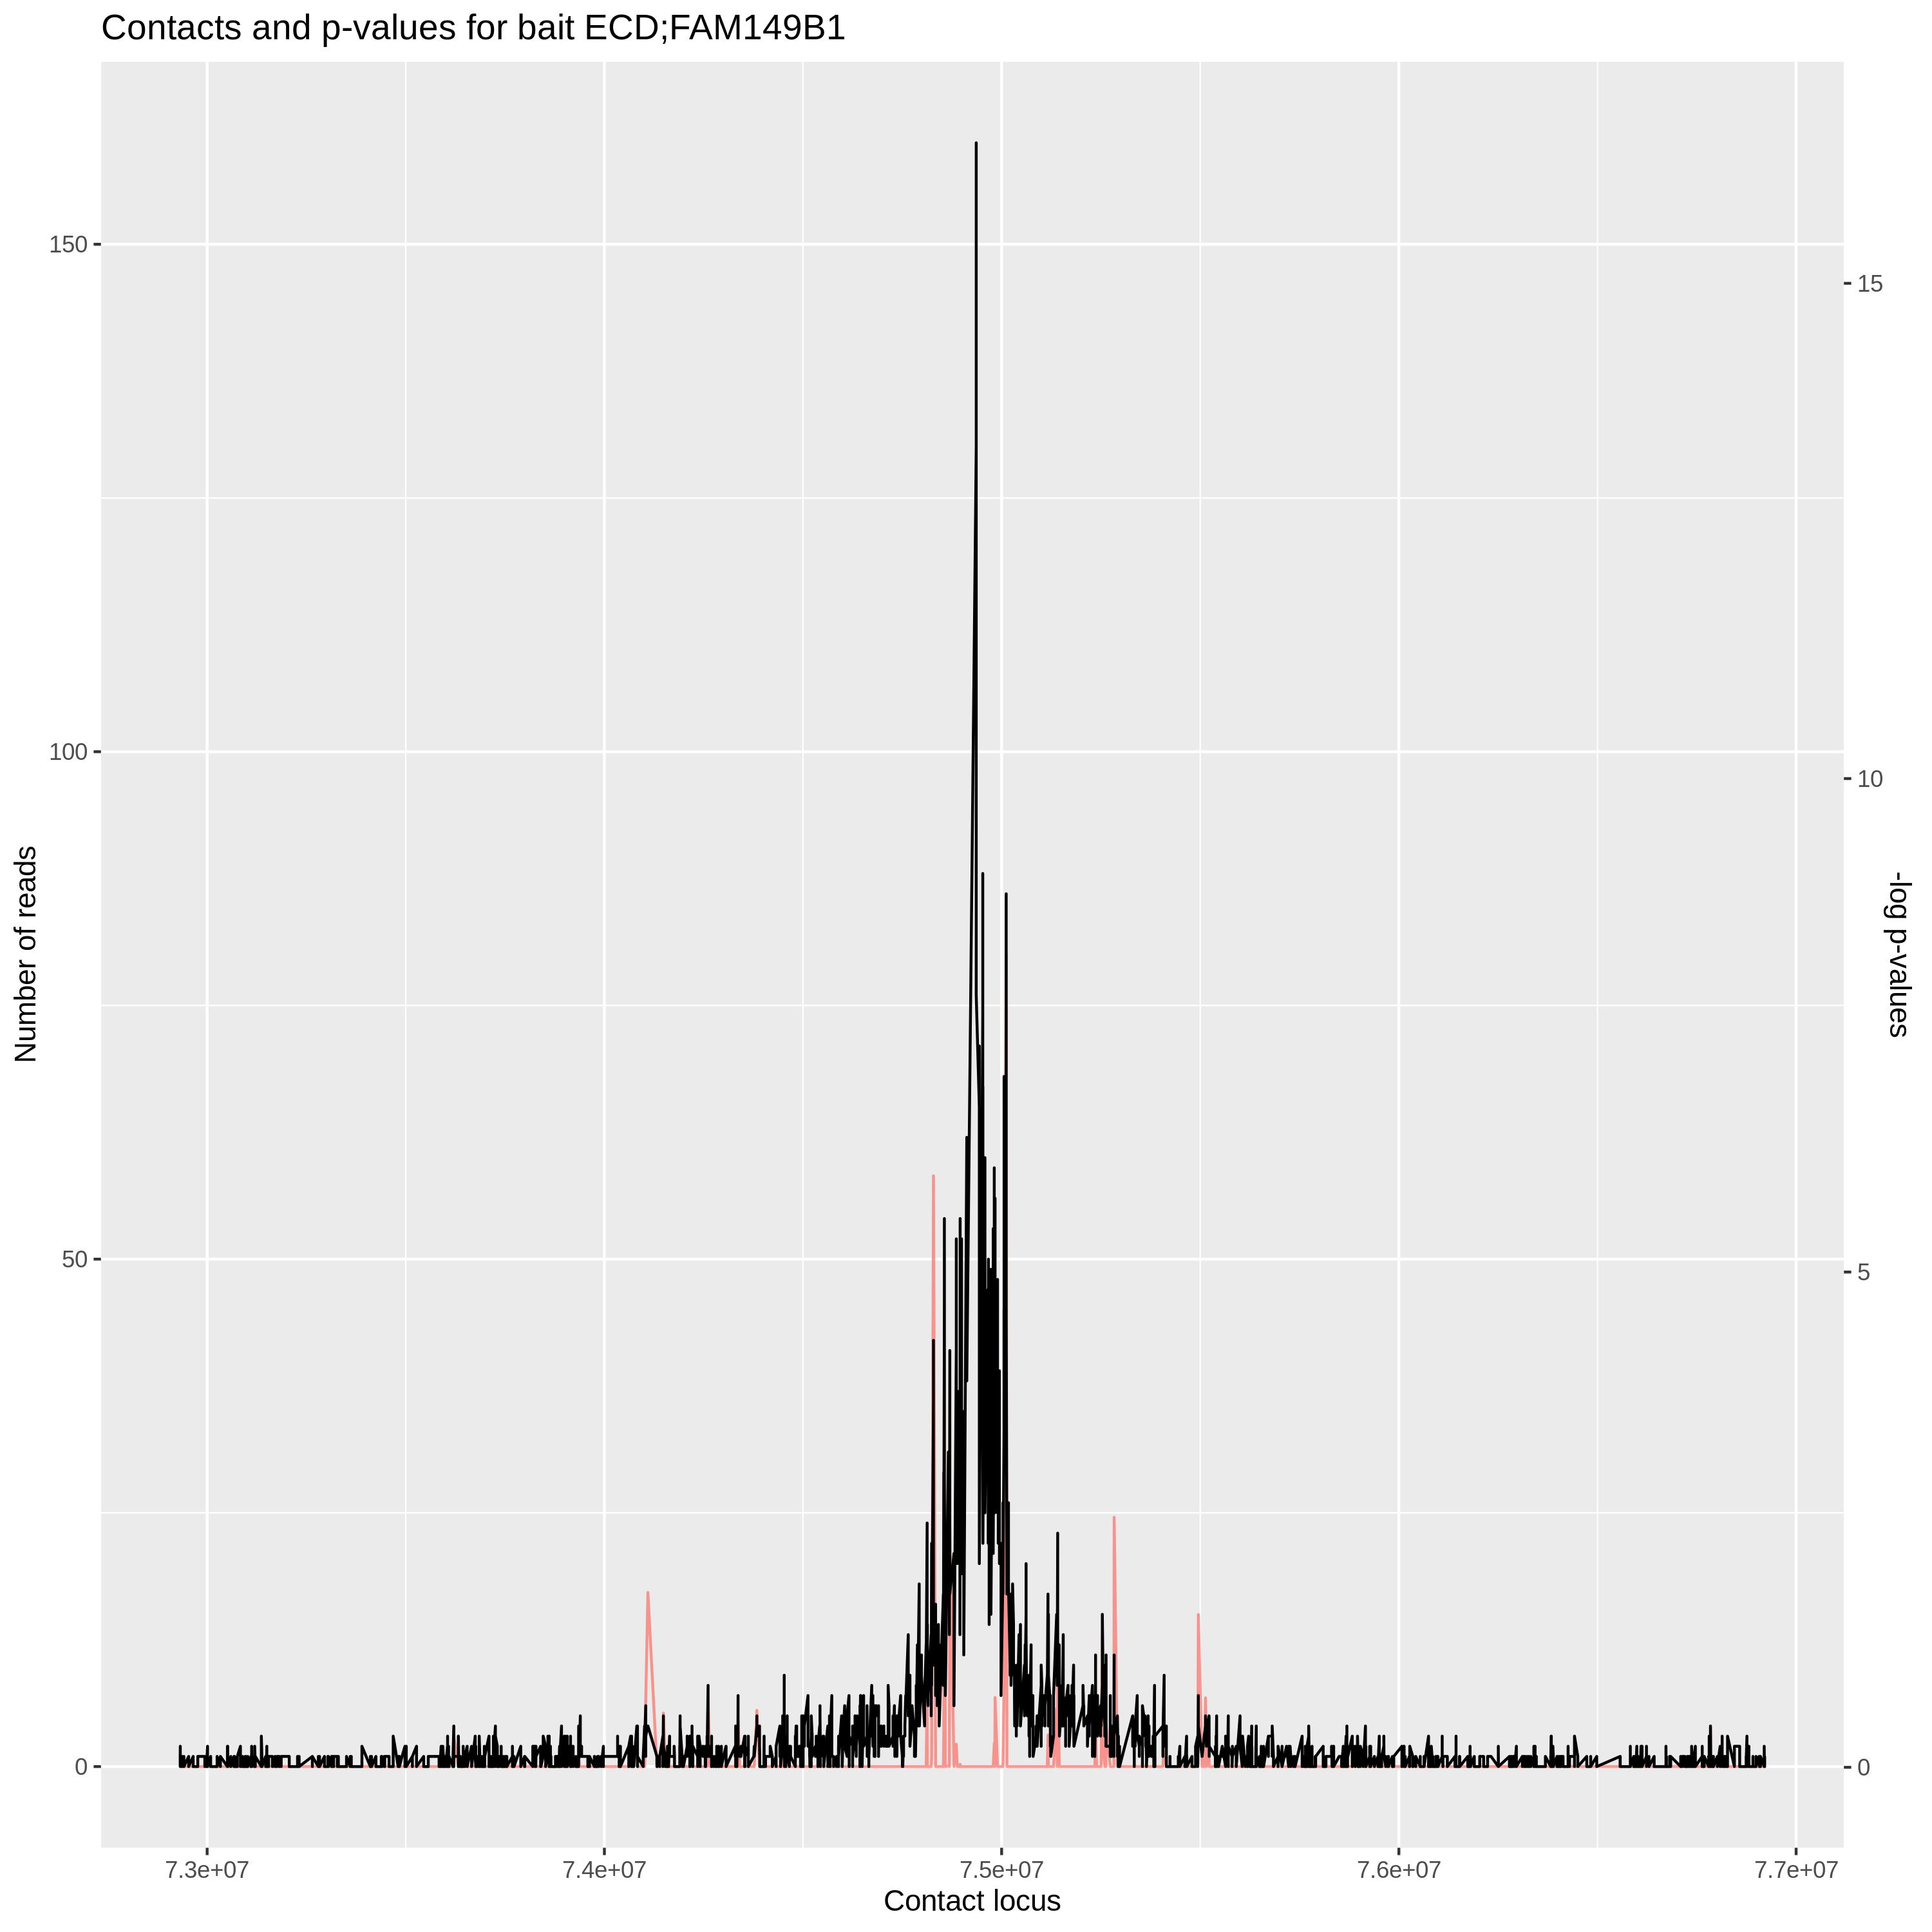 Contacts and p-values for bait ECD;FAM149B1
150
100
50
0
Number of reads
15
10
5
0
-log p-values
7.3e+07
7.4e+07
7.5e+07
7.6e+07
7.7e+07
Contact locus